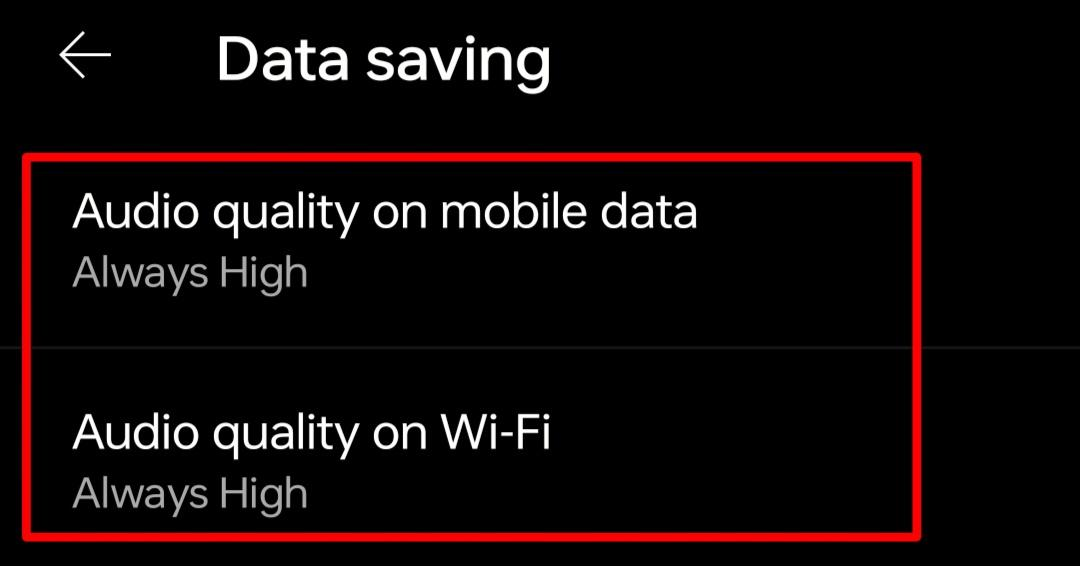 Data saving
Audio quality on mobile data
Always High
Audio quality on Wi-Fi
Always High